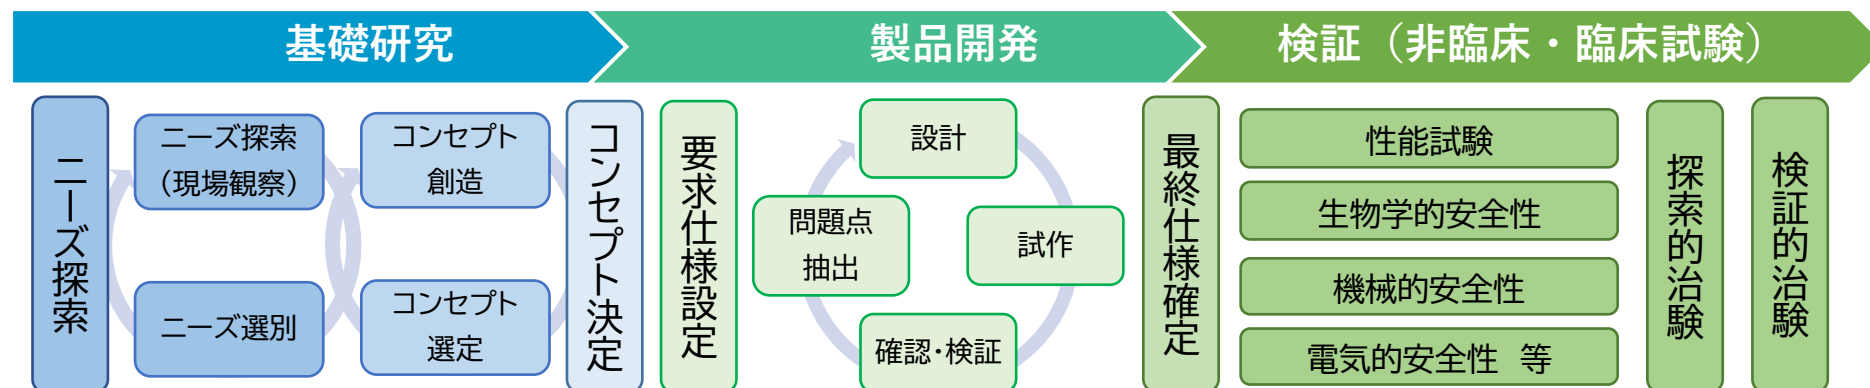 基礎研究
製品開発
検証（非臨床・臨床試験）
ニーズ探索
ニーズ探索
（現場観察）
ニーズ選別
コンセプト
創造
コンセプト
選定
コンセプト決定
要求仕様設定
設計
試作
確認・検証
問題点
抽出
最終仕様確定
性能試験
生物学的安全性
機械的安全性
電気的安全性 等
探索的治験
検証的治験